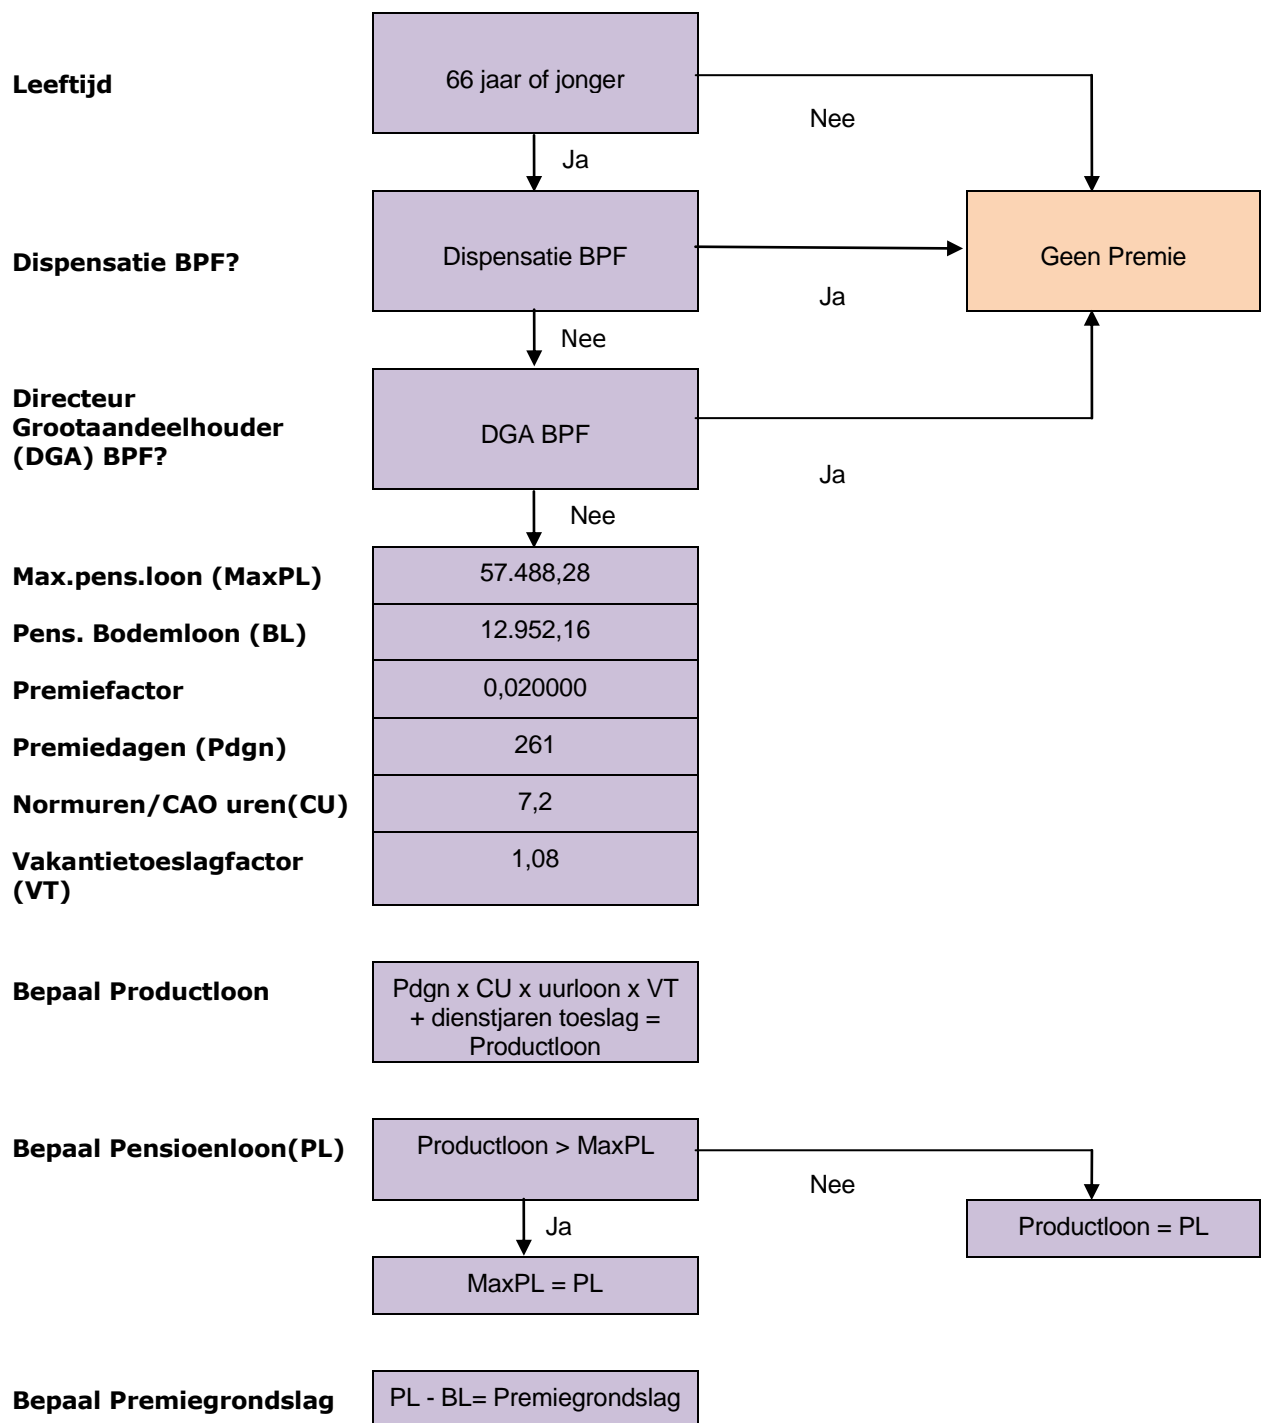 Leeftijd
66 jaar of jonger
Nee
Ja
Dispensatie BPF?
Dispensatie BPF
Geen Premie
Ja
Nee
Directeur
Grootaandeelhouder
(DGA) BPF?
DGA BPF
Ja
Nee
Max.pens.loon (MaxPL)
57.488,28
Pens. Bodemloon (BL)
12.952,16
Premiefactor
0,020000
Premiedagen (Pdgn)
261
Normuren/CAO uren(CU)
7,2
Vakantietoeslagfactor
(VT)
1,08
Bepaal Productloon
Pdgn x CU x uurloon x VT
+ dienstjaren toeslag =
Productloon
Bepaal Pensioenloon(PL)
Productloon > MaxPL
Nee
Ja
Productloon = PL
MaxPL = PL
Bepaal Premiegrondslag
PL - BL= Premiegrondslag